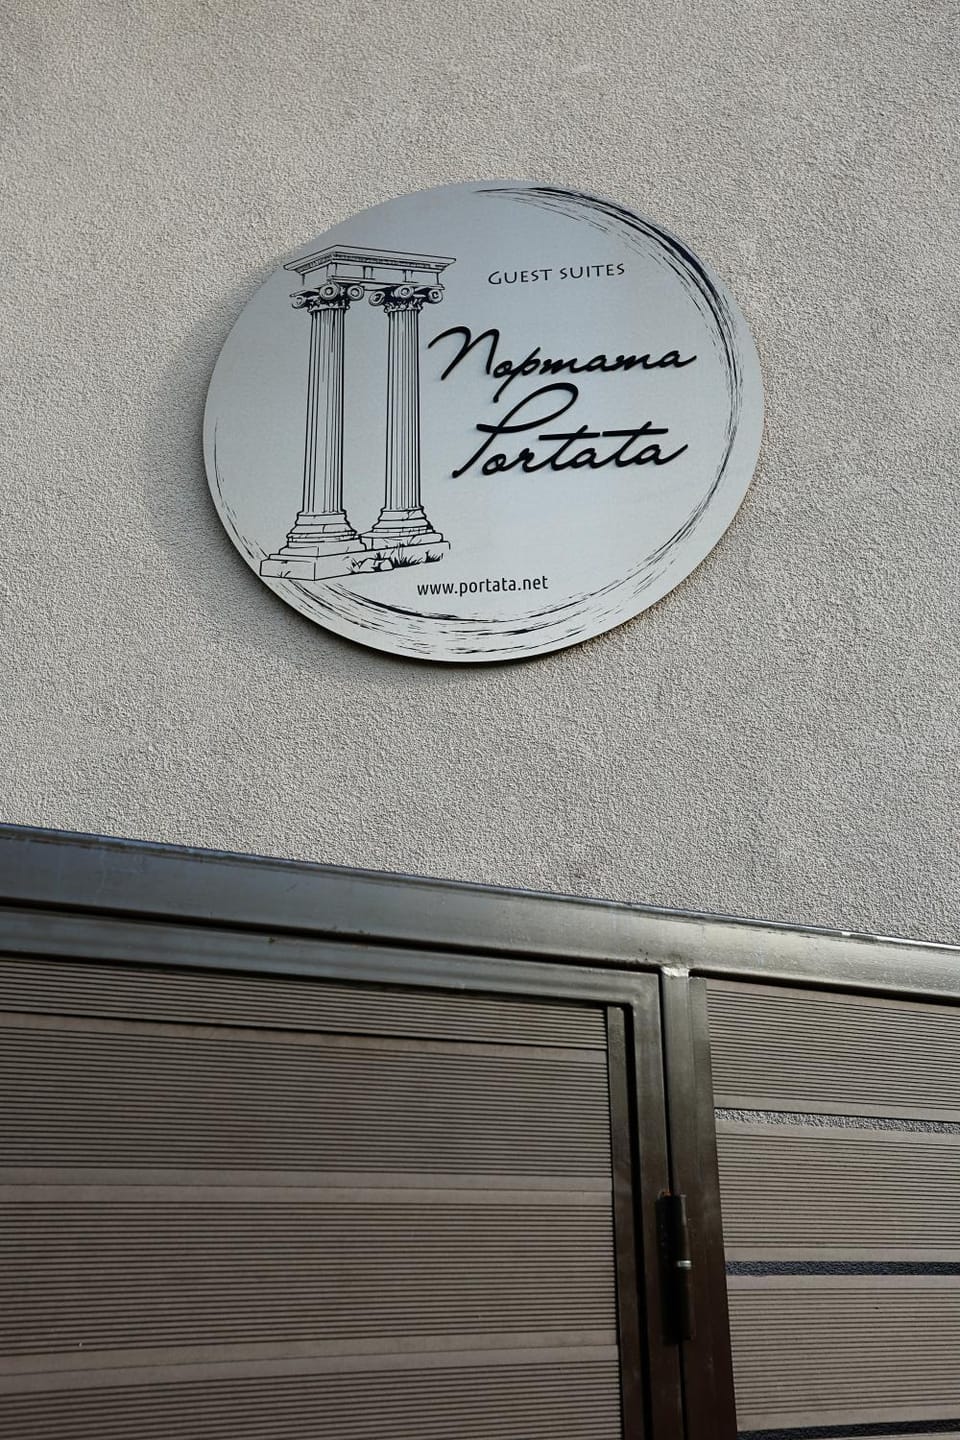 GUEST SUITES
Портата
Portata
www.portata.net